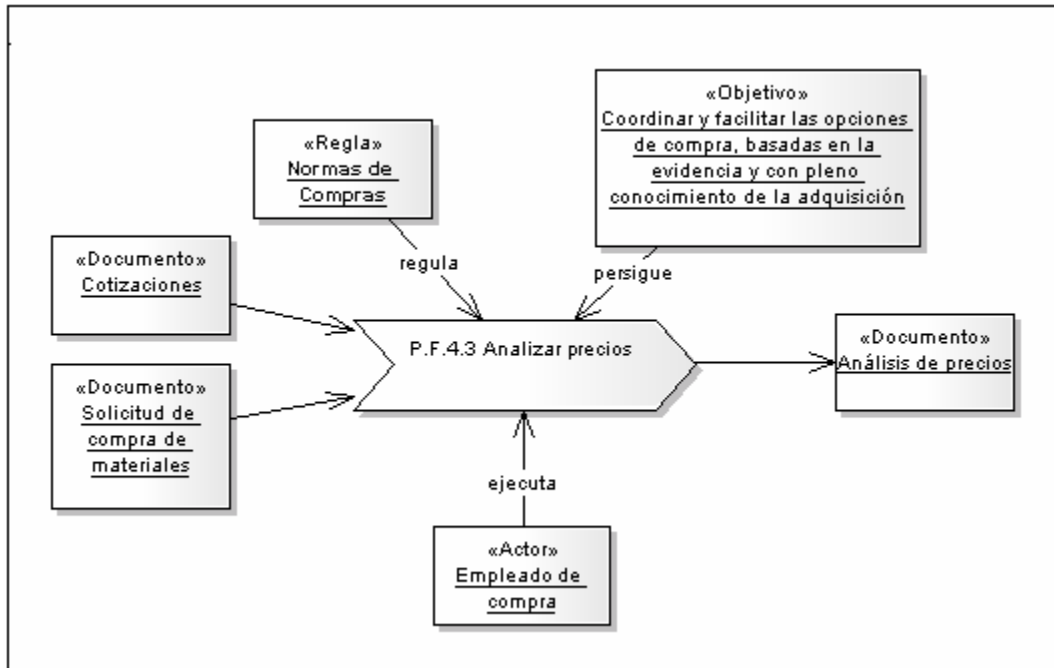 «Objetivo»
Coordinar y facilitar las opciones
de compra, basadas en la
evidencia y con pleno
conocimiento de la adquisición
«Regla»
Normas de
Compras
regula
persigue
«Documento»
Cotizaciones
P.F.4.3 Analizar precios
«Documento»
Análisis de precios
«Documento»
Solicitud de
compra de
materiales
ejecuta
«Actor»
Empleado de
compra